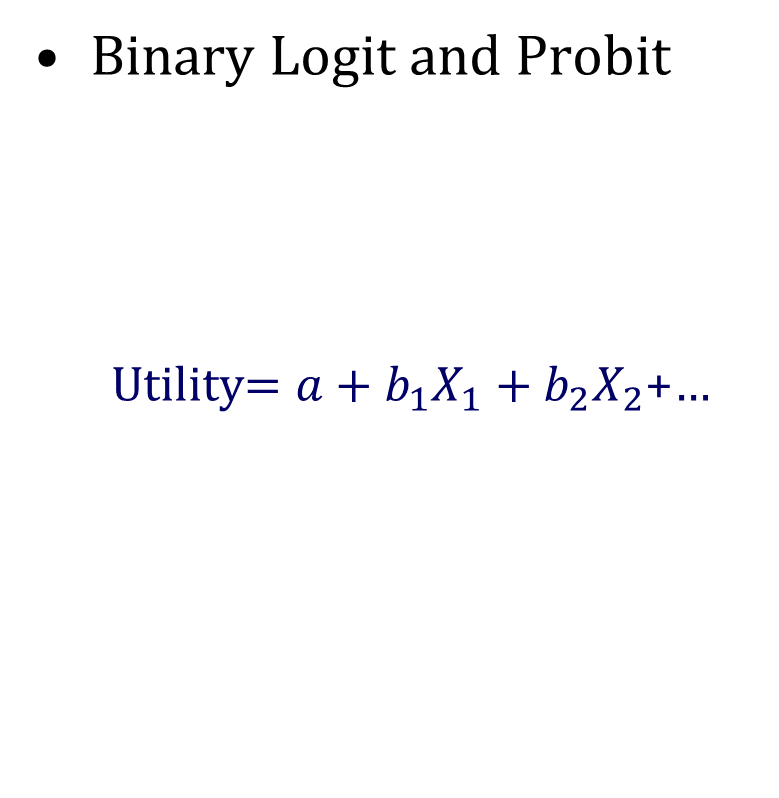 • Binary Logit and Probit
Utility= a + b₁X₁ + b₂X₂+...